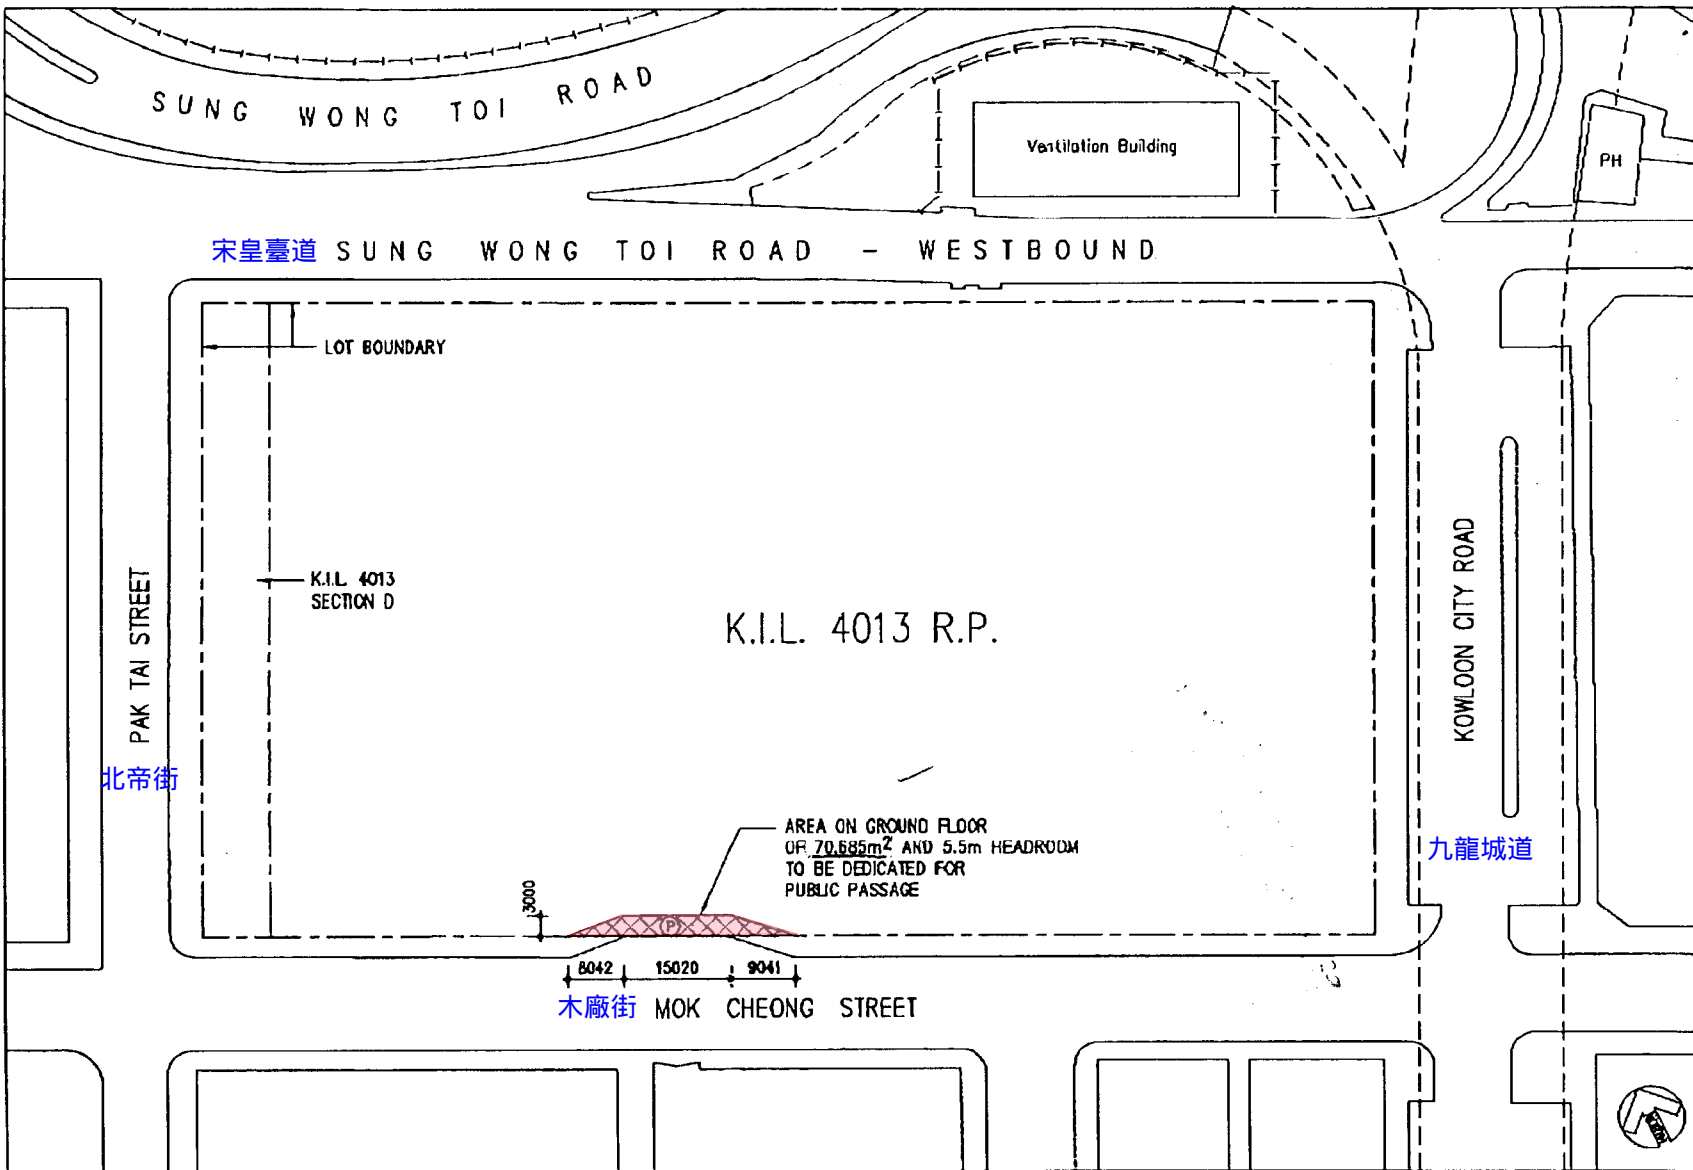 SUNG WONG TOI ROAD
Ventilation Building
PH
宋皇臺道 SUNG WONG TOI ROAD - WESTBOUND
LOT BOUNDARY
K.I.L. 4013
SECTION D
PAK TAI STREET
北帝街
K.I.L. 4013 R.P.
KOWLOON CITY ROAD
九龍城道
AREA ON GROUND FLOOR
OF 70.685m² AND 5.5m HEADROOM
TO BE DEDICATED FOR
PUBLIC PASSAGE
3000
P
8042 15020 9041
木廠街 MOK CHEONG STREET